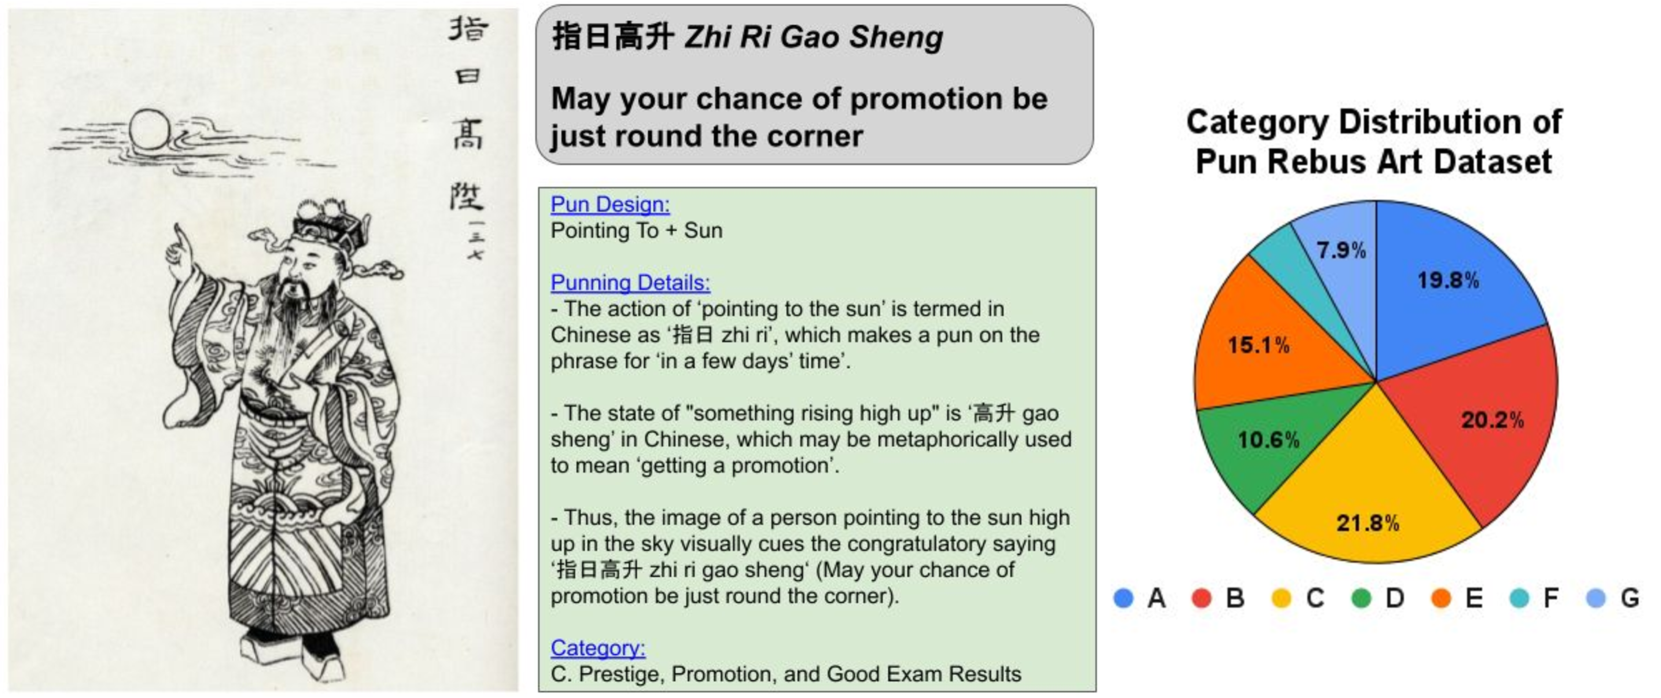 指
日
高
陞
一三七
指日高升 Zhi Ri Gao Sheng
May your chance of promotion be
just round the corner
Pun Design:
Pointing To + Sun
Punning Details:
- The action of ‘pointing to the sun’ is termed in
Chinese as ‘指日 zhi ri’, which makes a pun on the
phrase for ‘in a few days’ time’.
- The state of "something rising high up" is ‘高升 gao
sheng’ in Chinese, which may be metaphorically used
to mean ‘getting a promotion’.
- Thus, the image of a person pointing to the sun high
up in the sky visually cues the congratulatory saying
‘指日高升 zhi ri gao sheng‘ (May your chance of
promotion be just round the corner).
Category:
C. Prestige, Promotion, and Good Exam Results
Category Distribution of
Pun Rebus Art Dataset
7.9%
19.8%
15.1%
20.2%
10.6%
21.8%
A B C D E F G